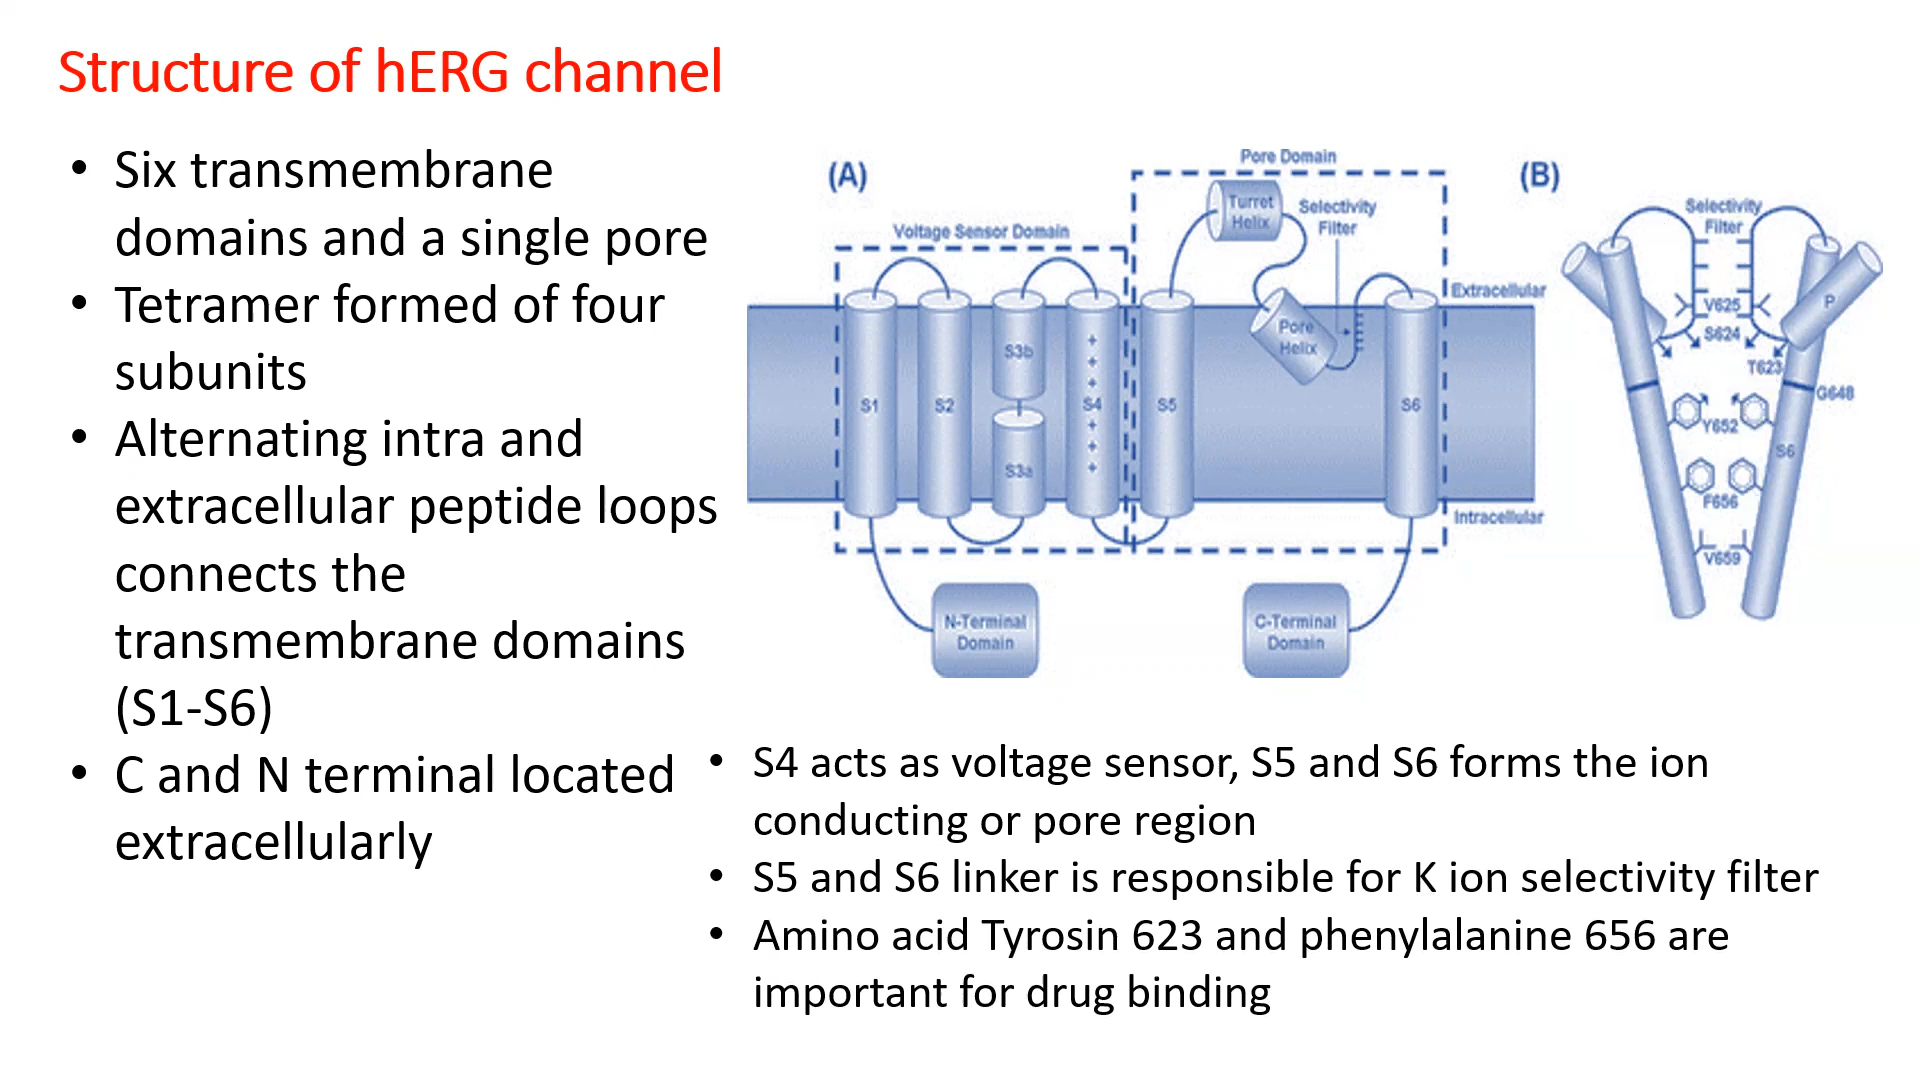 Structure of hERG channel
• Six transmembrane
domains and a single pore
• Tetramer formed of four
subunits
• Alternating intra and
extracellular peptide loops
connects the
transmembrane domains
(S1-S6)
• C and N terminal located
extracellularly
(A)
Pore Domain
Voltage Sensor Domain
Turret
Helix
Selectivity
Filter
Extracellular
Pore
Helix
S1
S2
S3b
S3a
S4
+
+
+
+
+
+
+
S5
S6
Intracellular
N-Terminal
Domain
C-Terminal
Domain
(B)
Selectivity
Filter
V625
P
S624
T623
G648
Y652
S6
F656
V659
• S4 acts as voltage sensor, S5 and S6 forms the ion
conducting or pore region
• S5 and S6 linker is responsible for K ion selectivity filter
• Amino acid Tyrosin 623 and phenylalanine 656 are
important for drug binding